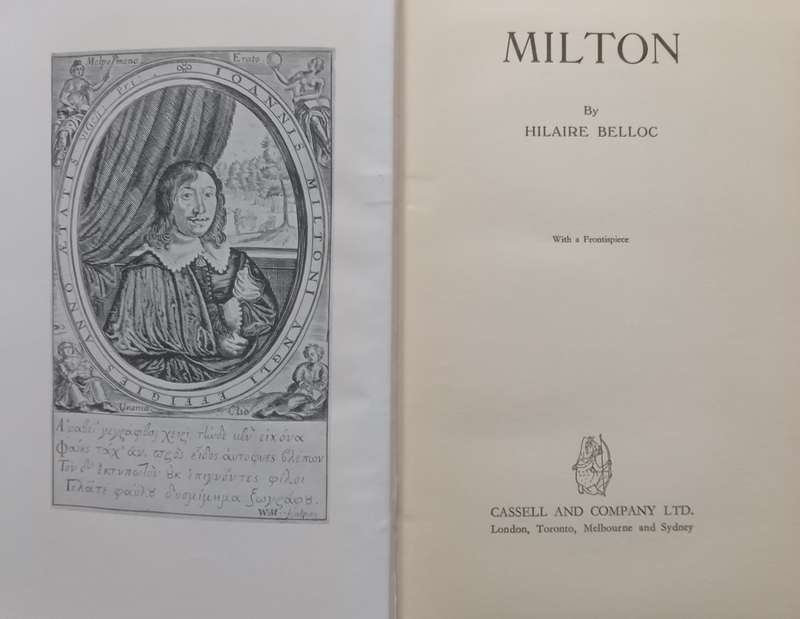 Melpomene
Erato
IOANNIS MILTONI ANGLI EFFIGIES ANNO ÆTATIS
Urania
Clio
Ἀμαθεῖ γεγράφθαι χειρὶ τήνδε μὲν εἰκόνα
Φαίης τάχ' ἂν, πρὸς εἶδος αὐτοφυὲς βλέπων
Τὸν δ' ἐκτυπωτὸν οὐκ ἐπιγνόντες φίλοι
Γελᾶτε φαύλου δυσμίμημα ζωγράφου.
W.M. sculpsit
MILTON
By
HILAIRE BELLOC
With a Frontispiece
CASSELL AND COMPANY LTD.
London, Toronto, Melbourne and Sydney